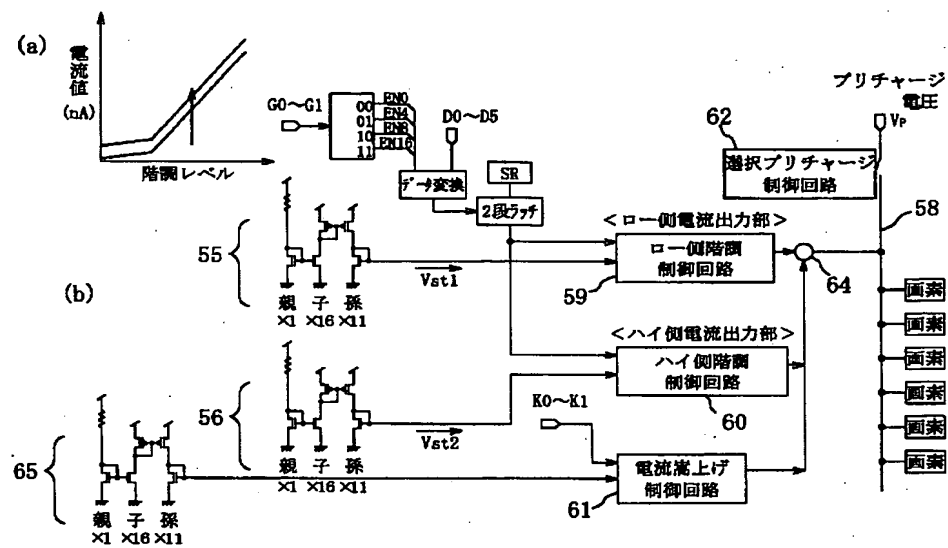 (a)
電流値
(nA)
階調レベル
G0～G1
00
01
10
11
EN0
EN4
EN8
EN16
D0～D5
データ変換
SR
2段ラッチ
プリチャージ
電圧
VP
62
選択プリチャージ
制御回路
58
(b)
55
親
×1
子
×16
孫
×11
Vst1
＜ロー側電流出力部＞
ロー側階調
制御回路
59
64
画素
画素
画素
画素
画素
画素
56
親
×1
子
×16
孫
×11
Vst2
＜ハイ側電流出力部＞
ハイ側階調
制御回路
60
K0～K1
65
親
×1
子
×16
孫
×11
電流嵩上げ
制御回路
61